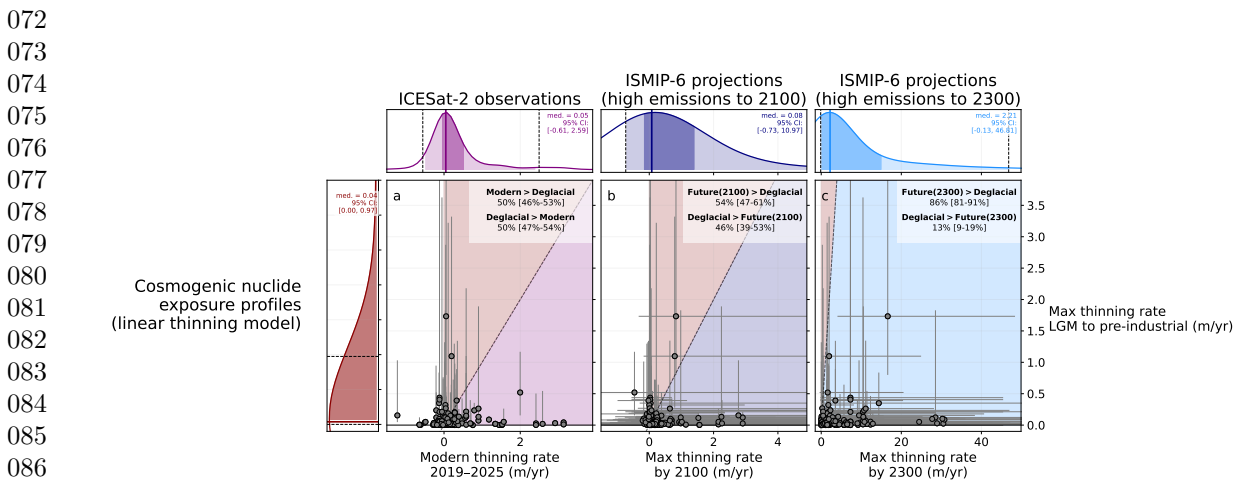 072
073
074
075
076
077
078
079
080
081
082
083
084
085
086
ICESat-2 observations
ISMIP-6 projections
(high emissions to 2100)
ISMIP-6 projections
(high emissions to 2300)
med. = 0.05
95% CI:
[-0.61, 2.59]
med. = 0.08
95% CI:
[-0.73, 10.97]
med. = 2.21
95% CI:
[-0.13, 46.81]
med. = 0.04
95% CI:
[0.00, 0.97]
a
Modern > Deglacial
50% [46%-53%]
Deglacial > Modern
50% [47%-54%]
b
Future(2100) > Deglacial
54% [47-61%]
Deglacial > Future(2100)
46% [39-53%]
c
Future(2300) > Deglacial
86% [81-91%]
Deglacial > Future(2300)
13% [9-19%]
3.5
3.0
2.5
2.0
1.5
1.0
0.5
0.0
Cosmogenic nuclide
exposure profiles
(linear thinning model)
Max thinning rate
LGM to pre-industrial (m/yr)
0 2
0 2 4
0 20 40
Modern thinning rate
2019–2025 (m/yr)
Max thinning rate
by 2100 (m/yr)
Max thinning rate
by 2300 (m/yr)